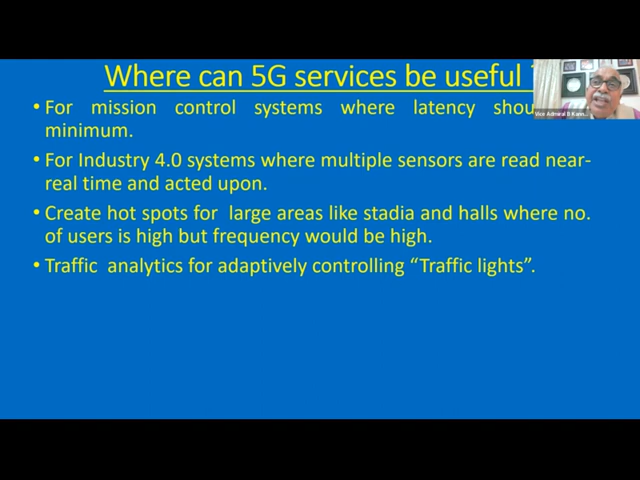 Where can 5G services be useful
• For mission control systems where latency
minimum.
• For Industry 4.0 systems where multiple sensors are read near-
real time and acted upon.
• Create hot spots for large areas like stadia and halls where no.
of users is high but frequency would be high.
• Traffic analytics for adaptively controlling “Traffic lights”.
Vice Admiral B